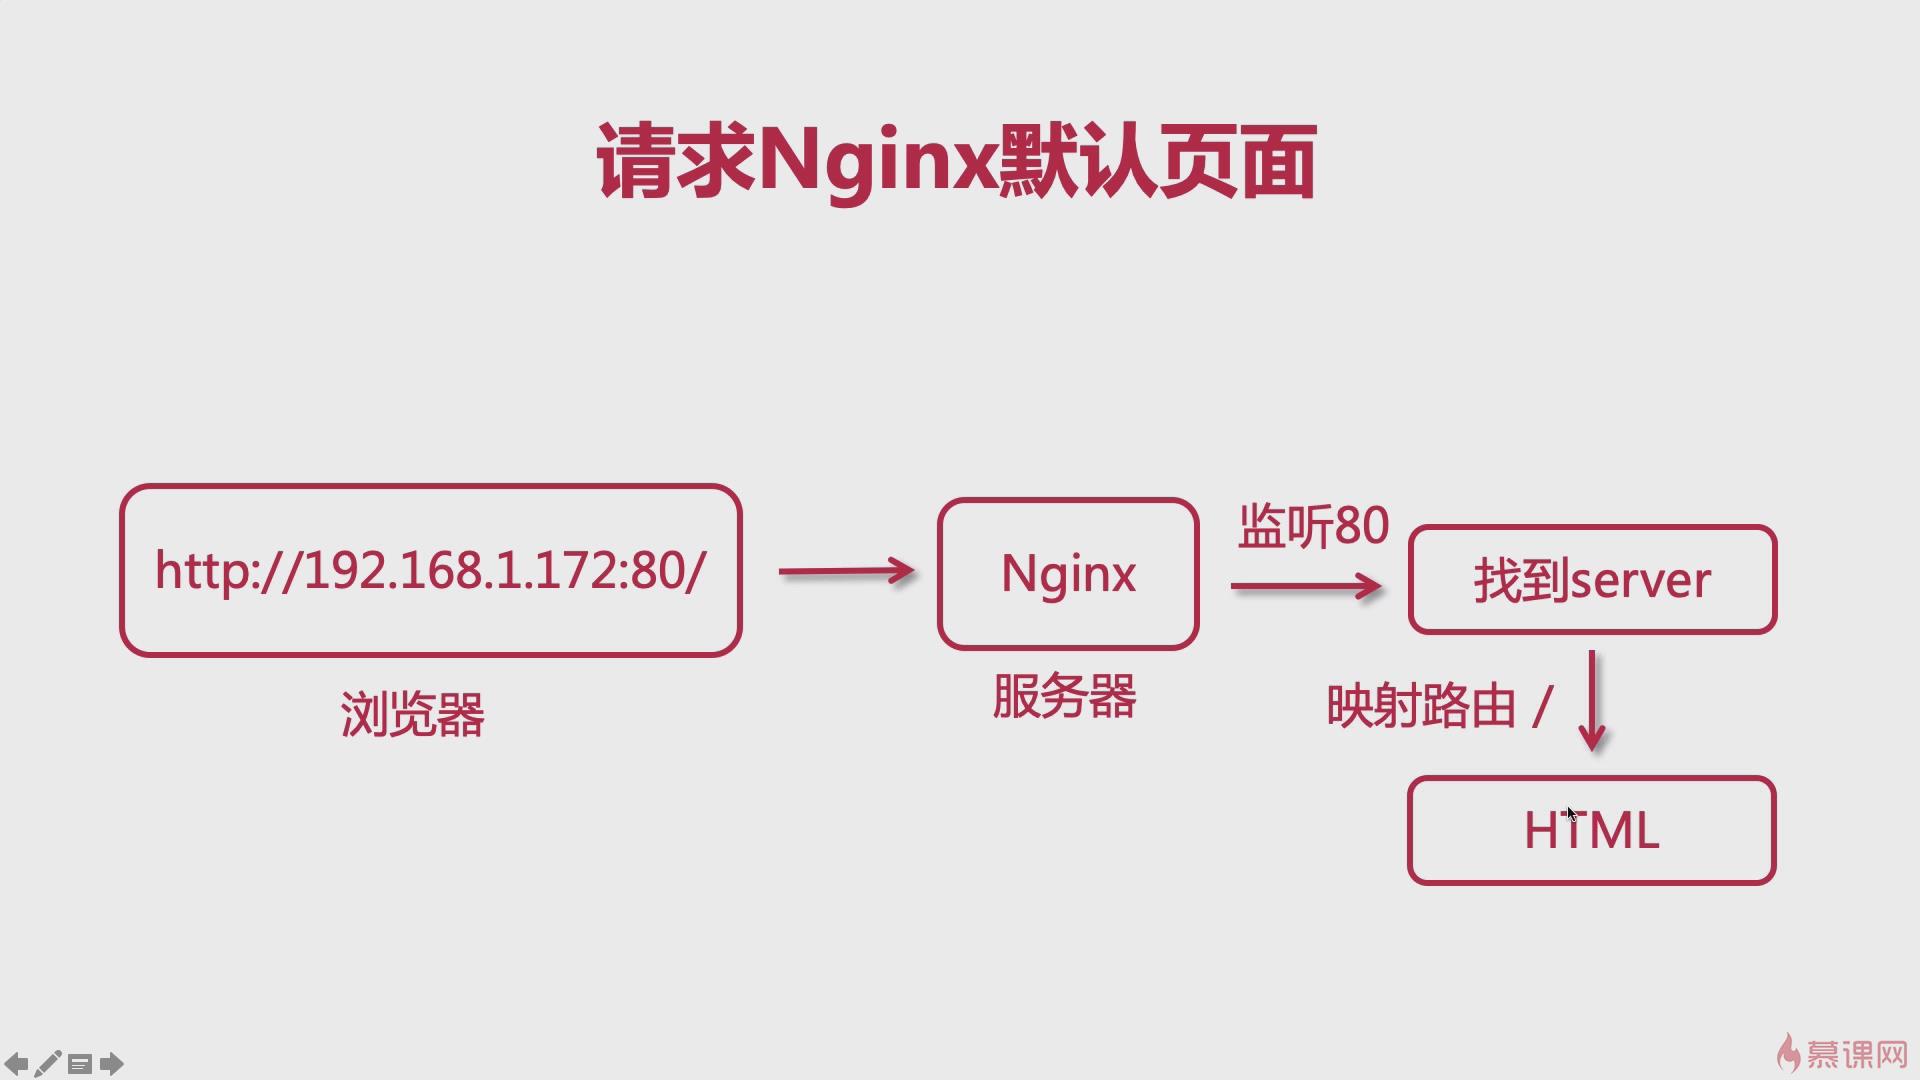 请求Nginx默认页面
http://192.168.1.172:80/
浏览器
Nginx
服务器
监听80
找到server
映射路由 /
HTML
慕课网